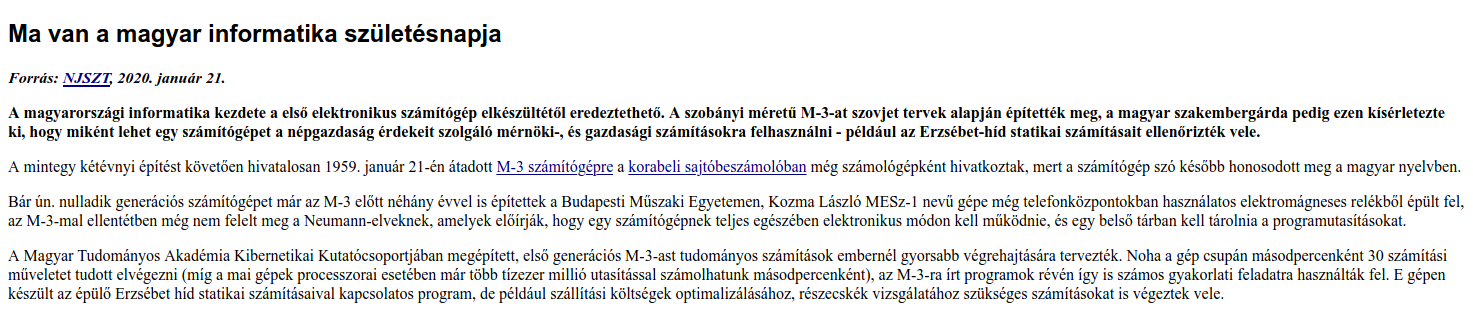 Ma van a magyar informatika születésnapja
Forrás: NJSZT, 2020. január 21.
A magyarországi informatika kezdete a első elektronikus számítógép elkészültétől eredeztethető. A szobányi méretű M-3-at szovjet tervek alapján építették meg, a magyar szakembergárda pedig ezen kísérletezte
ki, hogy miként lehet egy számítógépet a népgazdaság érdekeit szolgáló mérnöki-, és gazdasági számításokra felhasználni - például az Erzsébet-híd statikai számításait ellenőrizték vele.
A mintegy kétévnyi építést követően hivatalosan 1959. január 21-én átadott M-3 számítógépre a korabeli sajtóbeszámolóban még számológépként hivatkoztak, mert a számítógép szó később honosodott meg a magyar nyelvben.
Bár ún. nulladik generációs számítógépet már az M-3 előtt néhány évvel is építettek a Budapesti Műszaki Egyetemen, Kozma László MESz-1 nevű gépe még telefonközpontokban használatos elektromágneses relékből épült fel,
az M-3-mal ellentétben még nem felelt meg a Neumann-elveknek, amelyek előírják, hogy egy számítógépnek teljes egészében elektronikus módon kell működnie, és egy belső tárban kell tárolnia a programutasításokat.
A Magyar Tudományos Akadémia Kibernetikai Kutatócsoportjában megépített, első generációs M-3-ast tudományos számítások embernél gyorsabb végrehajtására tervezték. Noha a gép csupán másodpercenként 30 számítási
műveletet tudott elvégezni (míg a mai gépek processzorai esetében már több tízezer millió utasítással számolhatunk másodpercenként), az M-3-ra írt programok révén így is számos gyakorlati feladatra használták fel. E gépen
készült az épülő Erzsébet híd statikai számításaival kapcsolatos program, de például szállítási költségek optimalizálásához, részecskék vizsgálatához szükséges számításokat is végeztek vele.